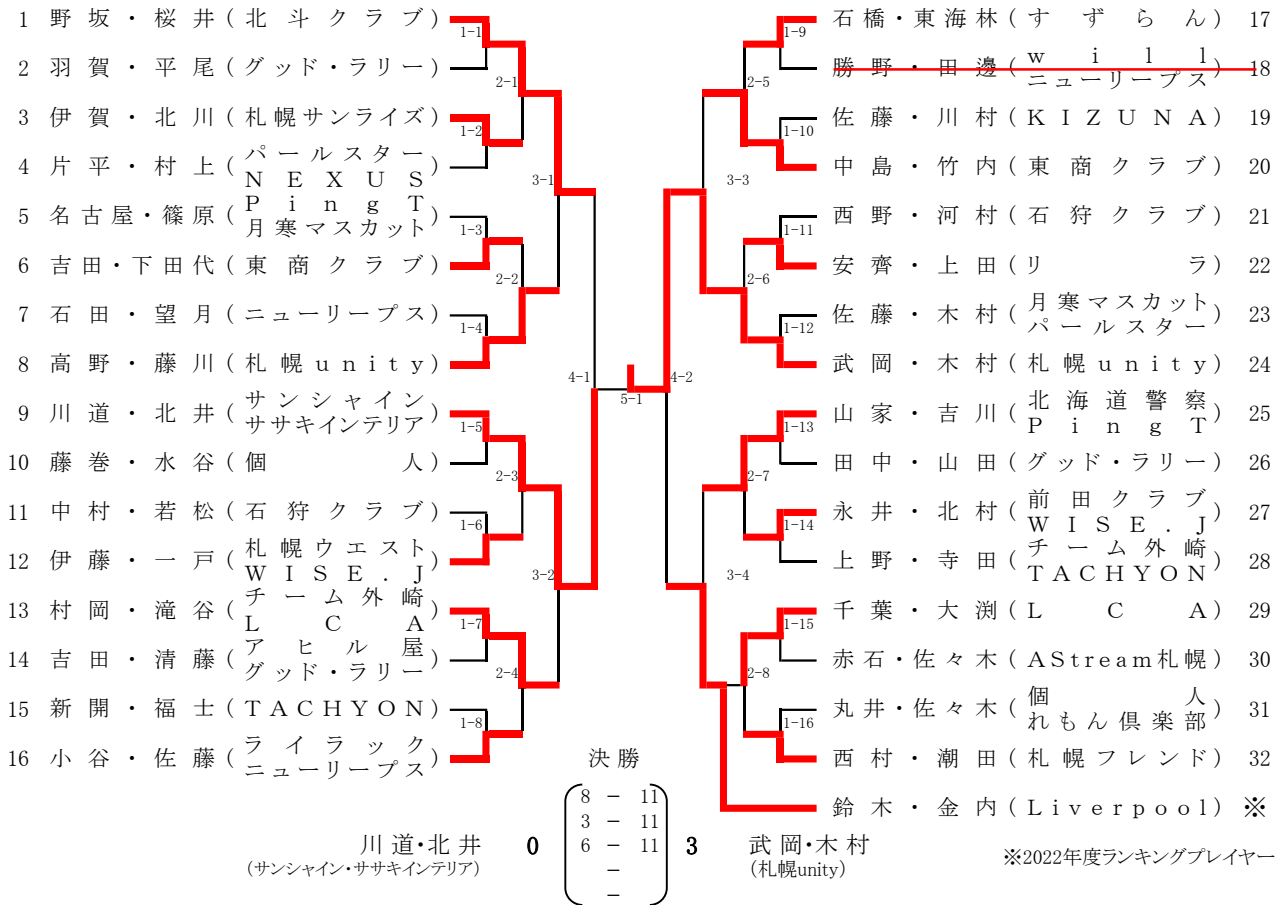 1 野坂・桜井(北斗クラブ)
2 羽賀・平尾(グッド・ラリー)
3 伊賀・北川(札幌サンライズ)
4 片平・村上(パールスター
NEXUS)
5 名古屋・篠原(PingT
月寒マスカット)
6 吉田・下田代(東商クラブ)
7 石田・望月(ニューリープス)
8 高野・藤川(札幌unity)
9 川道・北井(サンシャイン
ササキインテリア)
10 藤巻・水谷(個人)
11 中村・若松(石狩クラブ)
12 伊藤・一戸(札幌ウエスト
WISE.J)
13 村岡・滝谷(チーム外崎
LCA)
14 吉田・清藤(アヒル屋
グッド・ラリー)
15 新開・福士(TACHYON)
16 小谷・佐藤(ライラック
ニューリープス)
1-1
1-2
1-3
1-4
1-5
1-6
1-7
1-8
2-1
2-2
2-3
2-4
3-1
3-2
4-1
5-1
4-2
3-3
3-4
2-5
2-6
2-7
2-8
1-9
1-10
1-11
1-12
1-13
1-14
1-15
1-16
石橋・東海林(すずらん) 17
勝野・田邊(will
ニューリープス) 18
佐藤・川村(KIZUNA) 19
中島・竹内(東商クラブ) 20
西野・河村(石狩クラブ) 21
安齊・上田(リラ) 22
佐藤・木村(月寒マスカット
パールスター) 23
武岡・木村(札幌unity) 24
山家・吉川(北海道警察
PingT) 25
田中・山田(グッド・ラリー) 26
永井・北村(前田クラブ
WISE.J) 27
上野・寺田(チーム外崎
TACHYON) 28
千葉・大渕(LCA) 29
赤石・佐々木(AStream札幌) 30
丸井・佐々木(個人
れもん倶楽部) 31
西村・潮田(札幌フレンド) 32
鈴木・金内(Liverpool) ※
決勝
8 - 11
3 - 11
6 - 11
-
-
川道・北井 0
(サンシャイン・ササキインテリア)
3 武岡・木村
(札幌unity)
※2022年度ランキングプレイヤー